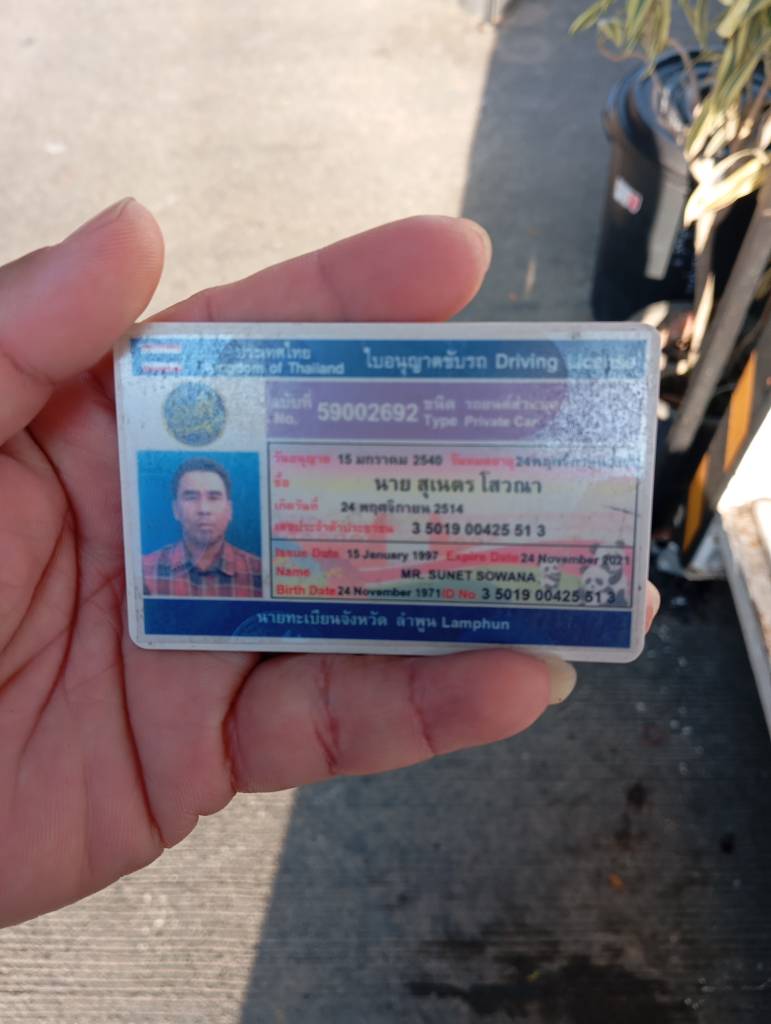 ประเทศไทย ใบอนุญาตขับรถ Driving License
Kingdom of Thailand
ฉบับที่ 59002692 ชนิด รถยนต์ส่วนบุคคล
No. Type Private Car
วันอนุญาต 15 มกราคม 2540 วันหมดอายุ 24 พฤศจิกายน
ชื่อ นาย สุเนตร โสวณา
เกิดวันที่ 24 พฤศจิกายน 2514
เลขประจำตัวประชาชน 3 5019 00425 51 3
Issue Date 15 January 1997 Expire Date 24 November 2021
Name MR. SUNET SOWANA
Birth Date 24 November 1971 ID No 3 5019 00425 51 3
นายทะเบียนจังหวัด ลำพูน Lamphun